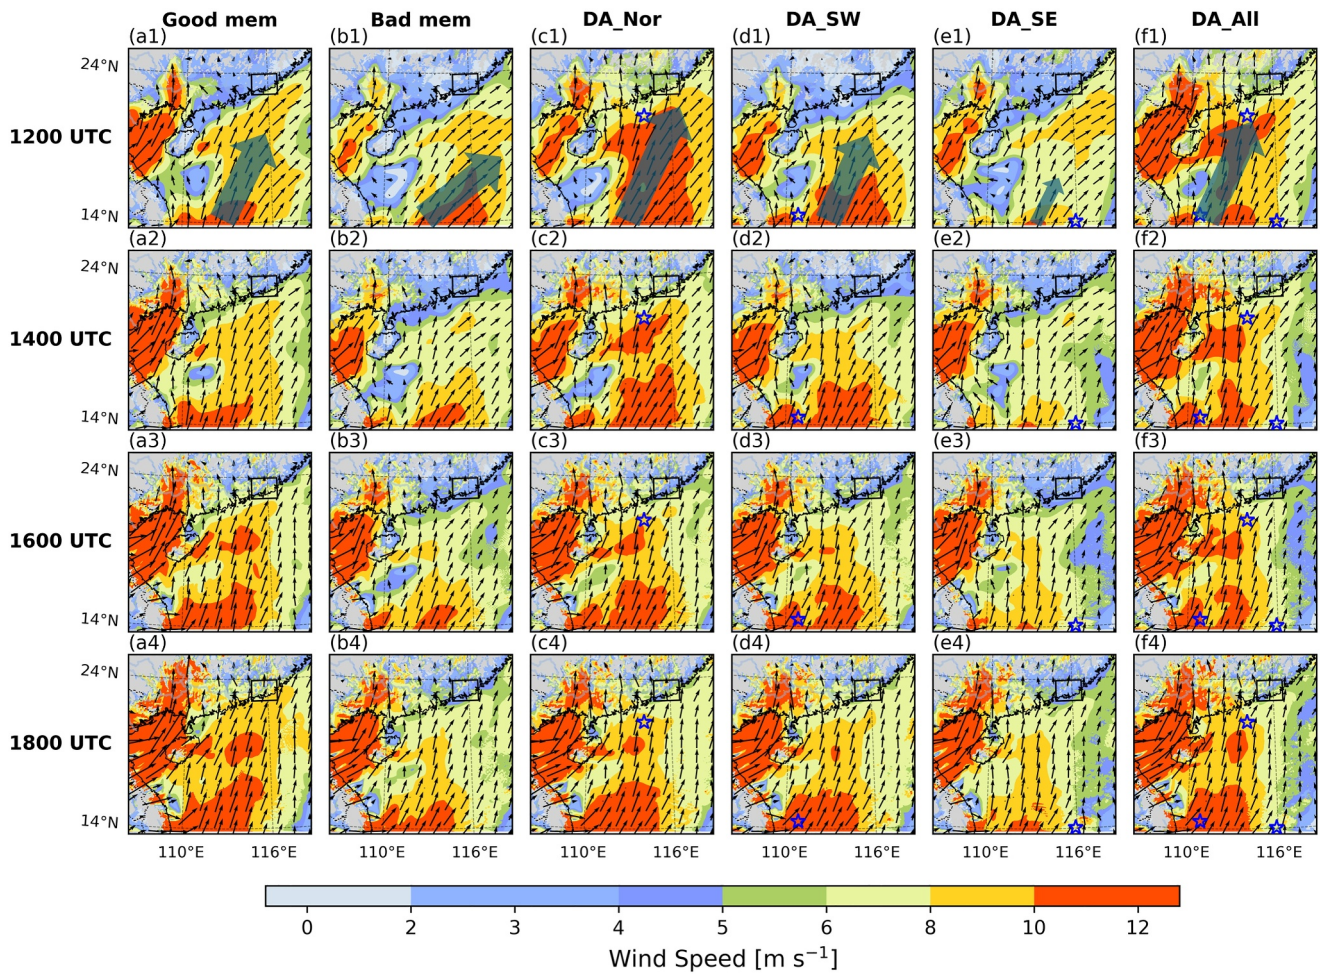 Good mem Bad mem DA_Nor DA_SW DA_SE DA_All
(a1) (b1) (c1) (d1) (e1) (f1)
24°N
1200 UTC
14°N
(a2) (b2) (c2) (d2) (e2) (f2)
24°N
1400 UTC
14°N
(a3) (b3) (c3) (d3) (e3) (f3)
24°N
1600 UTC
14°N
(a4) (b4) (c4) (d4) (e4) (f4)
24°N
1800 UTC
14°N
110°E 116°E 110°E 116°E 110°E 116°E 110°E 116°E 110°E 116°E 110°E 116°E
0 2 3 4 5 6 8 10 12
Wind Speed [m s⁻¹]